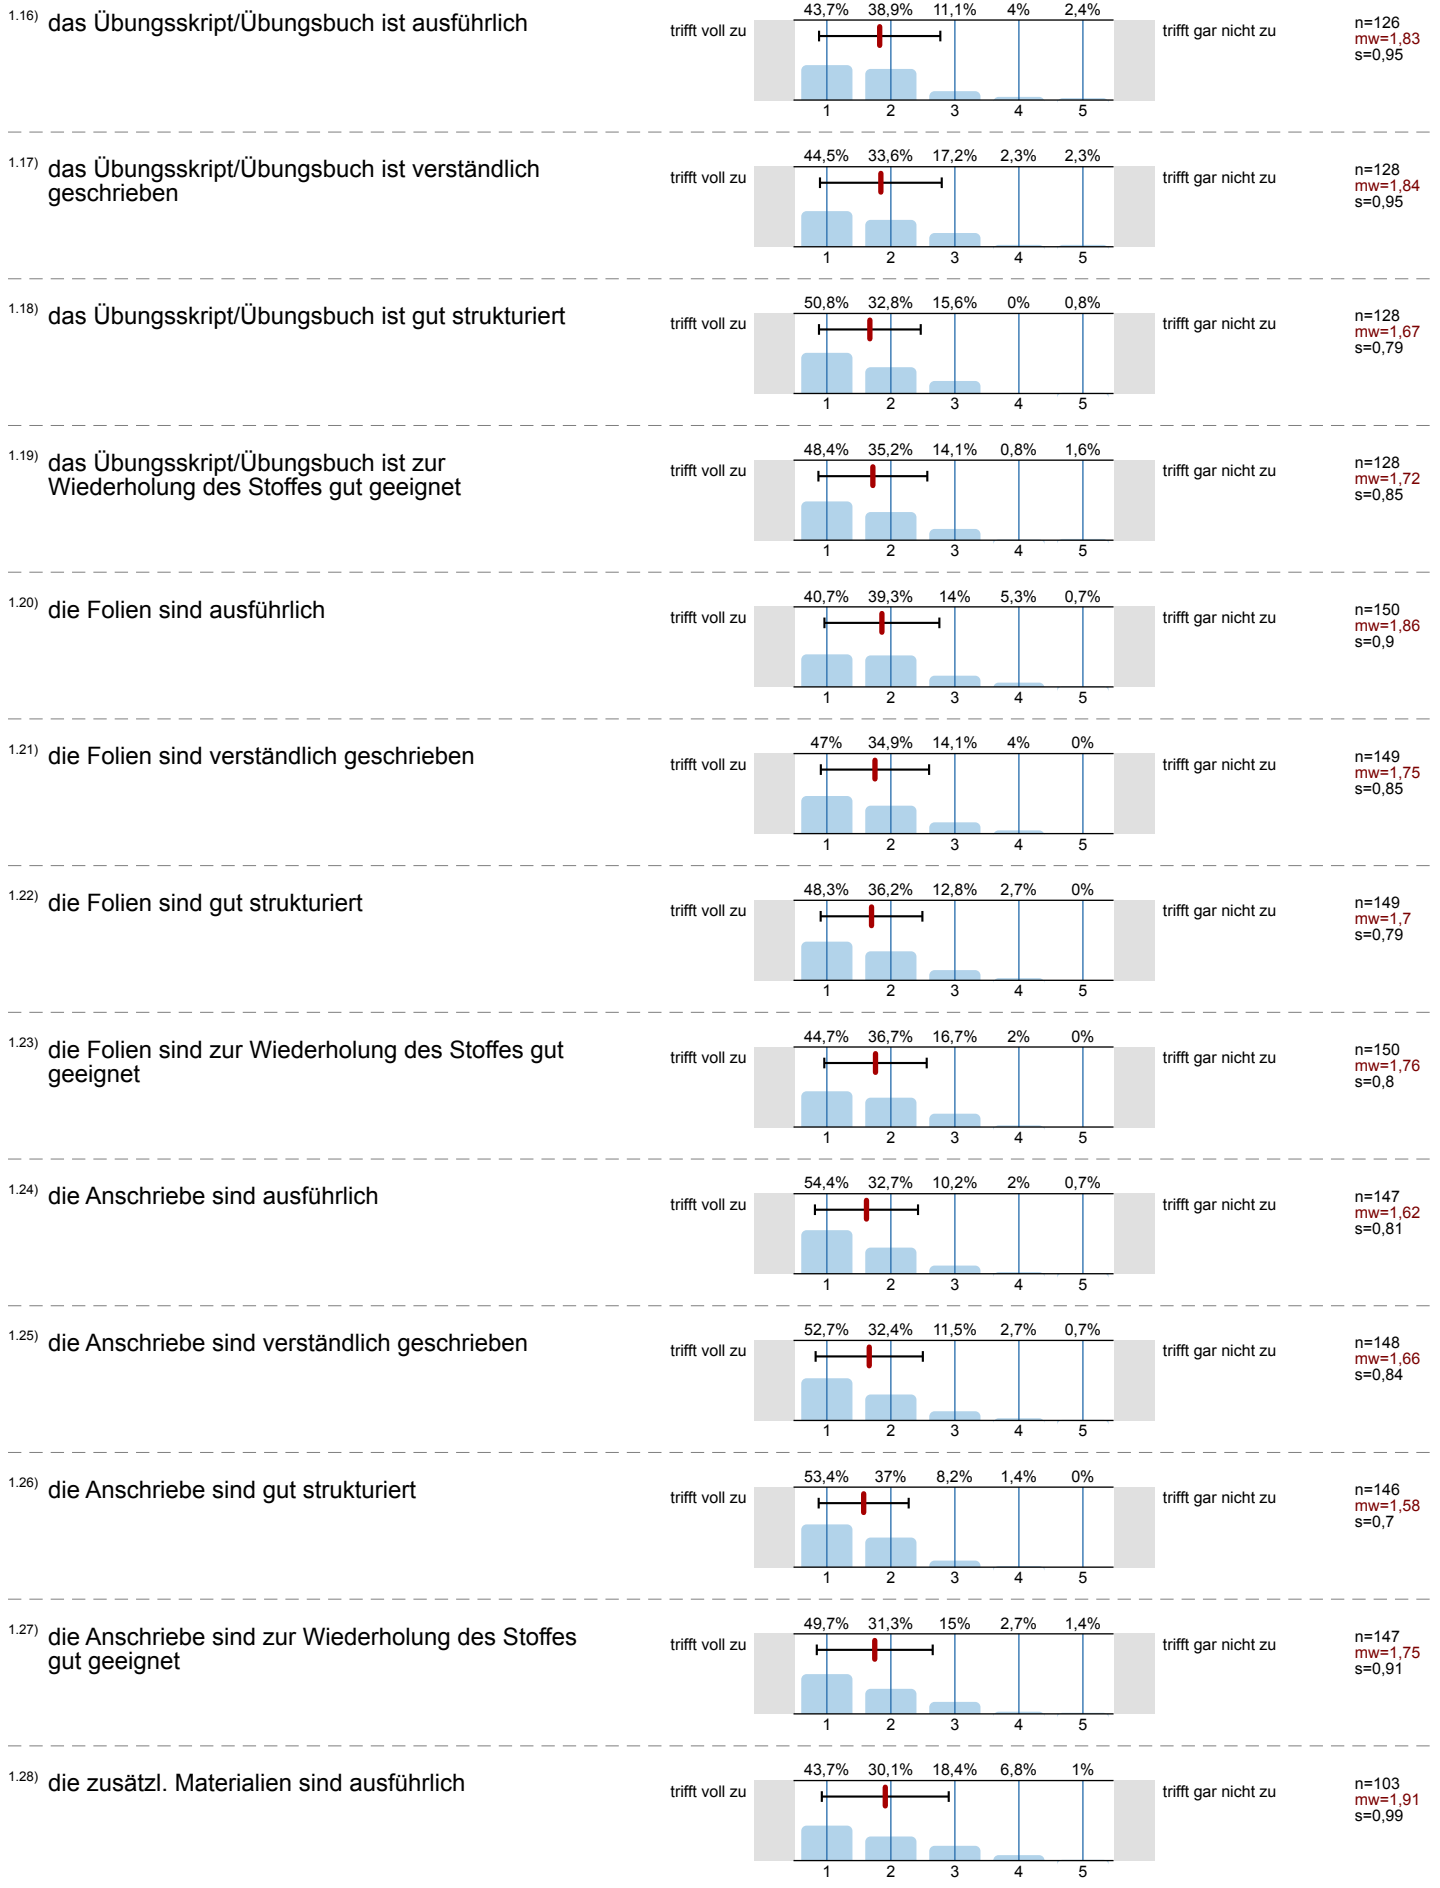 1.16) das Übungsskript/Übungsbuch ist ausführlich
trifft voll zu
43,7% 38,9% 11,1% 4% 2,4%
1 2 3 4 5
trifft gar nicht zu
n=126
mw=1,83
s=0,95
1.17) das Übungsskript/Übungsbuch ist verständlich
geschrieben
trifft voll zu
44,5% 33,6% 17,2% 2,3% 2,3%
1 2 3 4 5
trifft gar nicht zu
n=128
mw=1,84
s=0,95
1.18) das Übungsskript/Übungsbuch ist gut strukturiert
trifft voll zu
50,8% 32,8% 15,6% 0% 0,8%
1 2 3 4 5
trifft gar nicht zu
n=128
mw=1,67
s=0,79
1.19) das Übungsskript/Übungsbuch ist zur
Wiederholung des Stoffes gut geeignet
trifft voll zu
48,4% 35,2% 14,1% 0,8% 1,6%
1 2 3 4 5
trifft gar nicht zu
n=128
mw=1,72
s=0,85
1.20) die Folien sind ausführlich
trifft voll zu
40,7% 39,3% 14% 5,3% 0,7%
1 2 3 4 5
trifft gar nicht zu
n=150
mw=1,86
s=0,9
1.21) die Folien sind verständlich geschrieben
trifft voll zu
47% 34,9% 14,1% 4% 0%
1 2 3 4 5
trifft gar nicht zu
n=149
mw=1,75
s=0,85
1.22) die Folien sind gut strukturiert
trifft voll zu
48,3% 36,2% 12,8% 2,7% 0%
1 2 3 4 5
trifft gar nicht zu
n=149
mw=1,7
s=0,79
1.23) die Folien sind zur Wiederholung des Stoffes gut
geeignet
trifft voll zu
44,7% 36,7% 16,7% 2% 0%
1 2 3 4 5
trifft gar nicht zu
n=150
mw=1,76
s=0,8
1.24) die Anschriebe sind ausführlich
trifft voll zu
54,4% 32,7% 10,2% 2% 0,7%
1 2 3 4 5
trifft gar nicht zu
n=147
mw=1,62
s=0,81
1.25) die Anschriebe sind verständlich geschrieben
trifft voll zu
52,7% 32,4% 11,5% 2,7% 0,7%
1 2 3 4 5
trifft gar nicht zu
n=148
mw=1,66
s=0,84
1.26) die Anschriebe sind gut strukturiert
trifft voll zu
53,4% 37% 8,2% 1,4% 0%
1 2 3 4 5
trifft gar nicht zu
n=146
mw=1,58
s=0,7
1.27) die Anschriebe sind zur Wiederholung des Stoffes
gut geeignet
trifft voll zu
49,7% 31,3% 15% 2,7% 1,4%
1 2 3 4 5
trifft gar nicht zu
n=147
mw=1,75
s=0,91
1.28) die zusätzl. Materialien sind ausführlich
trifft voll zu
43,7% 30,1% 18,4% 6,8% 1%
1 2 3 4 5
trifft gar nicht zu
n=103
mw=1,91
s=0,99